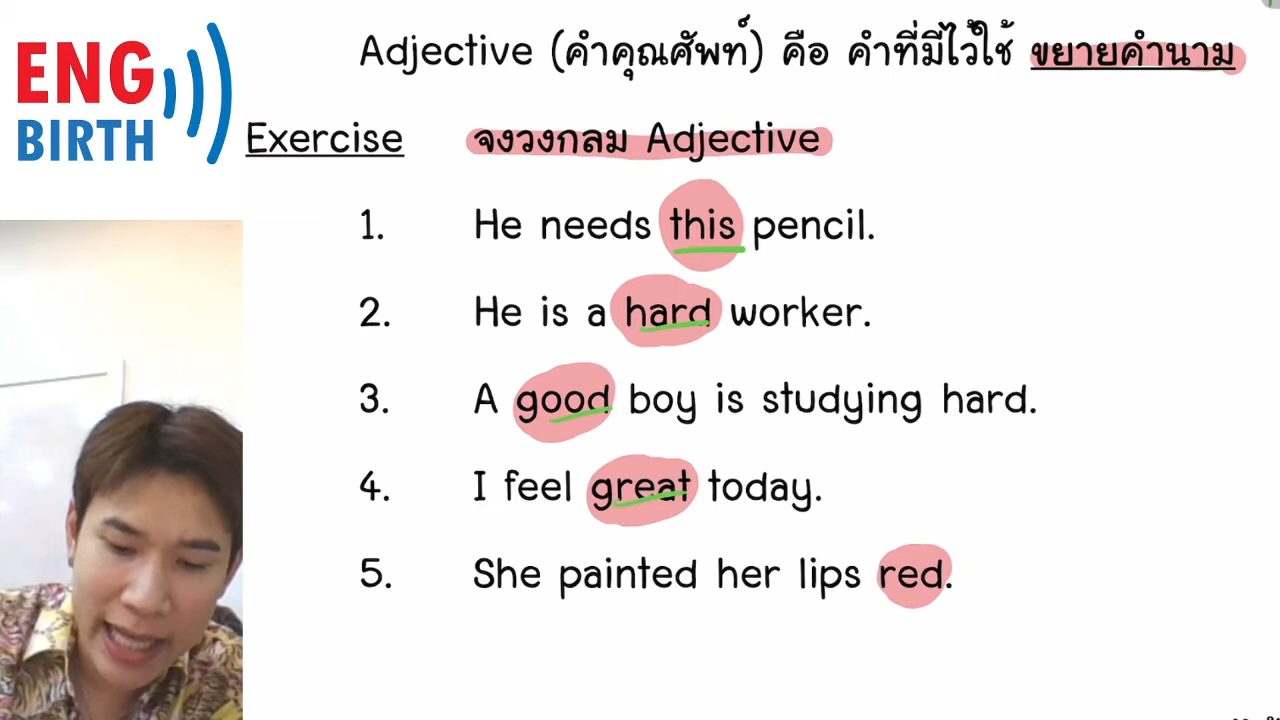 ENG
BIRTH
Adjective (คำคุณศัพท์) คือ คำที่มีไว้ใช้ ขยายคำนาม
Exercise จงวงกลม Adjective
1. He needs this pencil.
2. He is a hard worker.
3. A good boy is studying hard.
4. I feel great today.
5. She painted her lips red.